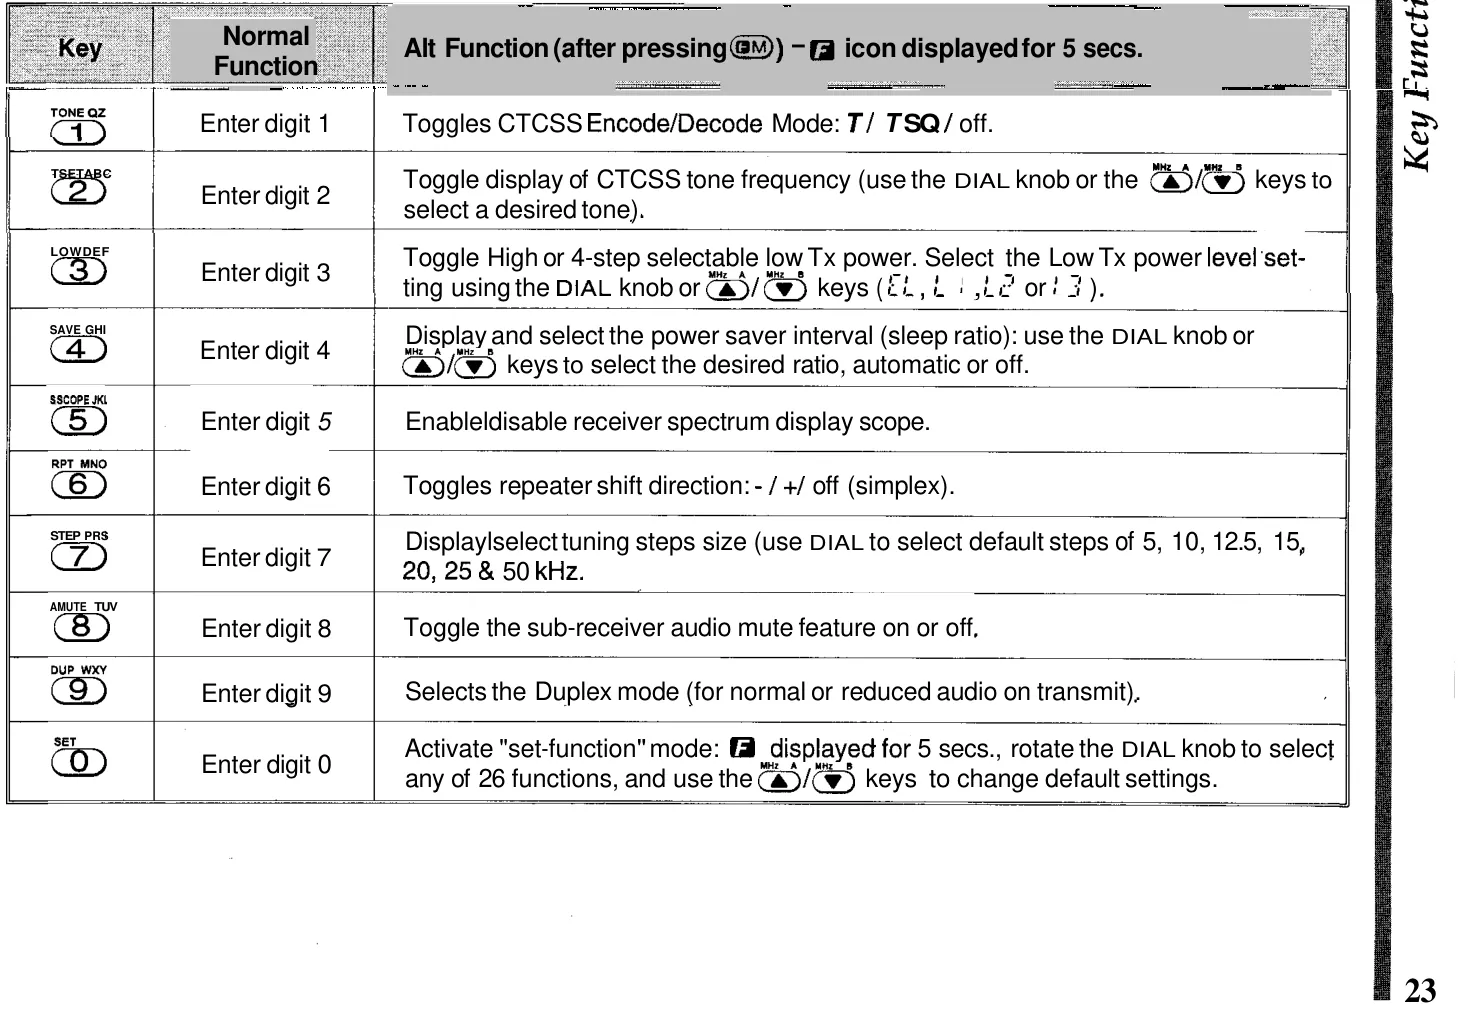 Key Functi
Key
Normal
Function
Alt Function (after pressing FM) – F icon displayed for 5 secs.
TONE QZ
1
Enter digit 1
Toggles CTCSS Encode/Decode Mode: T / TSQ / off.
TSET ABC
2
Enter digit 2
Toggle display of CTCSS tone frequency (use the DIAL knob or the MHz A ▲/MHz B ▼ keys to
select a desired tone).
LOW DEF
3
Enter digit 3
Toggle High or 4-step selectable low Tx power. Select the Low Tx power level set-
ting using the DIAL knob or MHz A ▲/MHz B ▼ keys (EL, L1, L2 or
SAVE GHI
4
Enter digit 4
Display and select the power saver interval (sleep ratio): use the DIAL knob or
MHz A ▲/MHz B ▼ keys to select the desired ratio, automatic or off.
SSCOPE JKL
5
Enter digit 5
Enableldisable receiver spectrum display scope.
RPT MNO
6
Enter digit 6
Toggles repeater shift direction: - / +/ off (simplex).
STEP PRS
7
Enter digit 7
Displaylselect tuning steps size (use DIAL to select default steps of 5, 10, 12.5, 15,
20, 25 & 50 kHz.
AMUTE TUV
8
Enter digit 8
Toggle the sub-receiver audio mute feature on or off.
DUP WXY
9
Enter digit 9
Selects the Duplex mode (for normal or reduced audio on transmit).
SET
0
Enter digit 0
Activate "set-function" mode: F displayed for 5 secs., rotate the DIAL knob to select
any of 26 functions, and use the MHz A ▲/MHz B ▼ keys to change default settings.
23